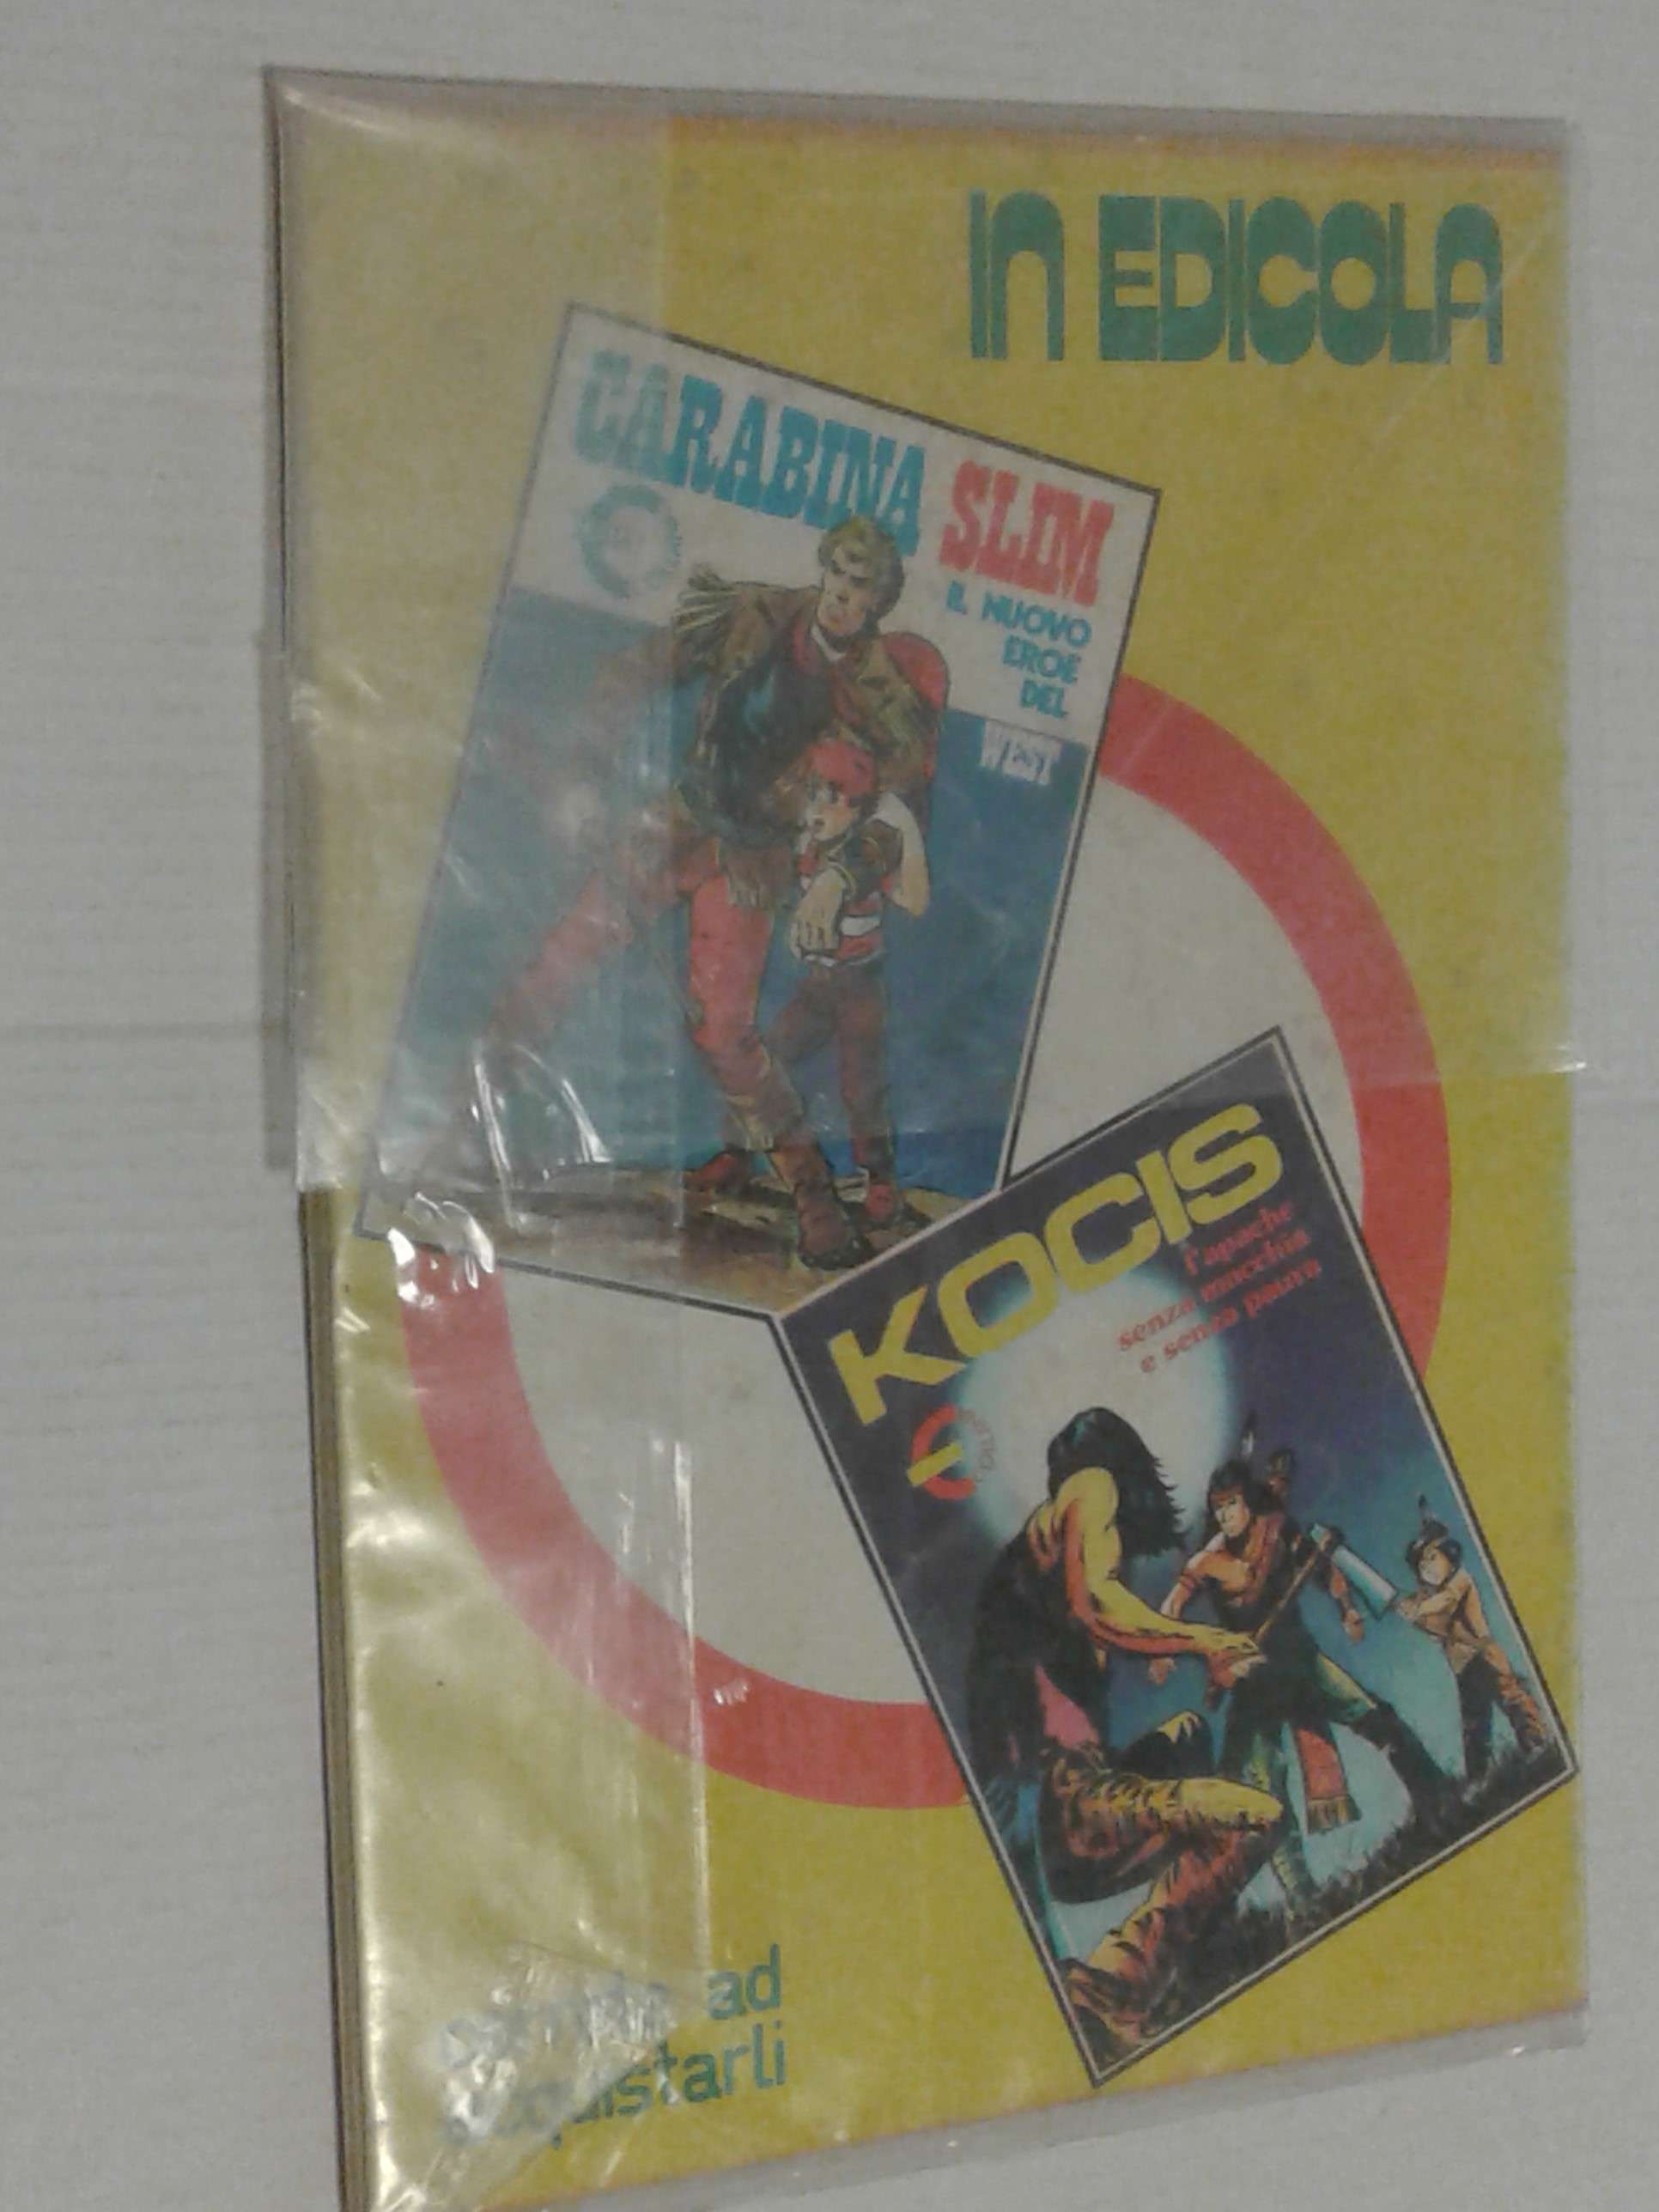 IN EDICOLA
CARABINA SLIM
IL NUOVO
EROE
DEL
WEST
KOCIS
l'apache
senza macchia
e senza paura
ad
acquistarli